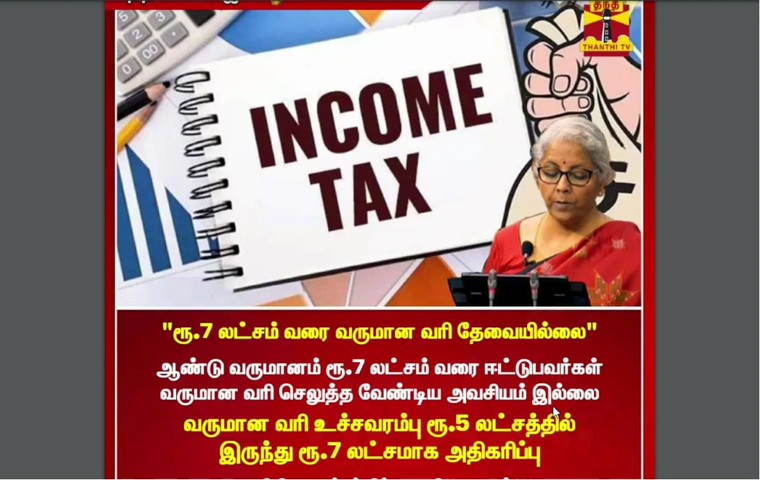 தந்தி
THANTHI TV
INCOME
TAX
"ரூ.7 லட்சம் வரை வருமான வரி தேவையில்லை"
ஆண்டு வருமானம் ரூ.7 லட்சம் வரை ஈட்டுபவர்கள்
வருமான வரி செலுத்த வேண்டிய அவசியம் இல்லை
வருமான வரி உச்சவரம்பு ரூ.5 லட்சத்தில்
இருந்து ரூ.7 லட்சமாக அதிகரிப்பு